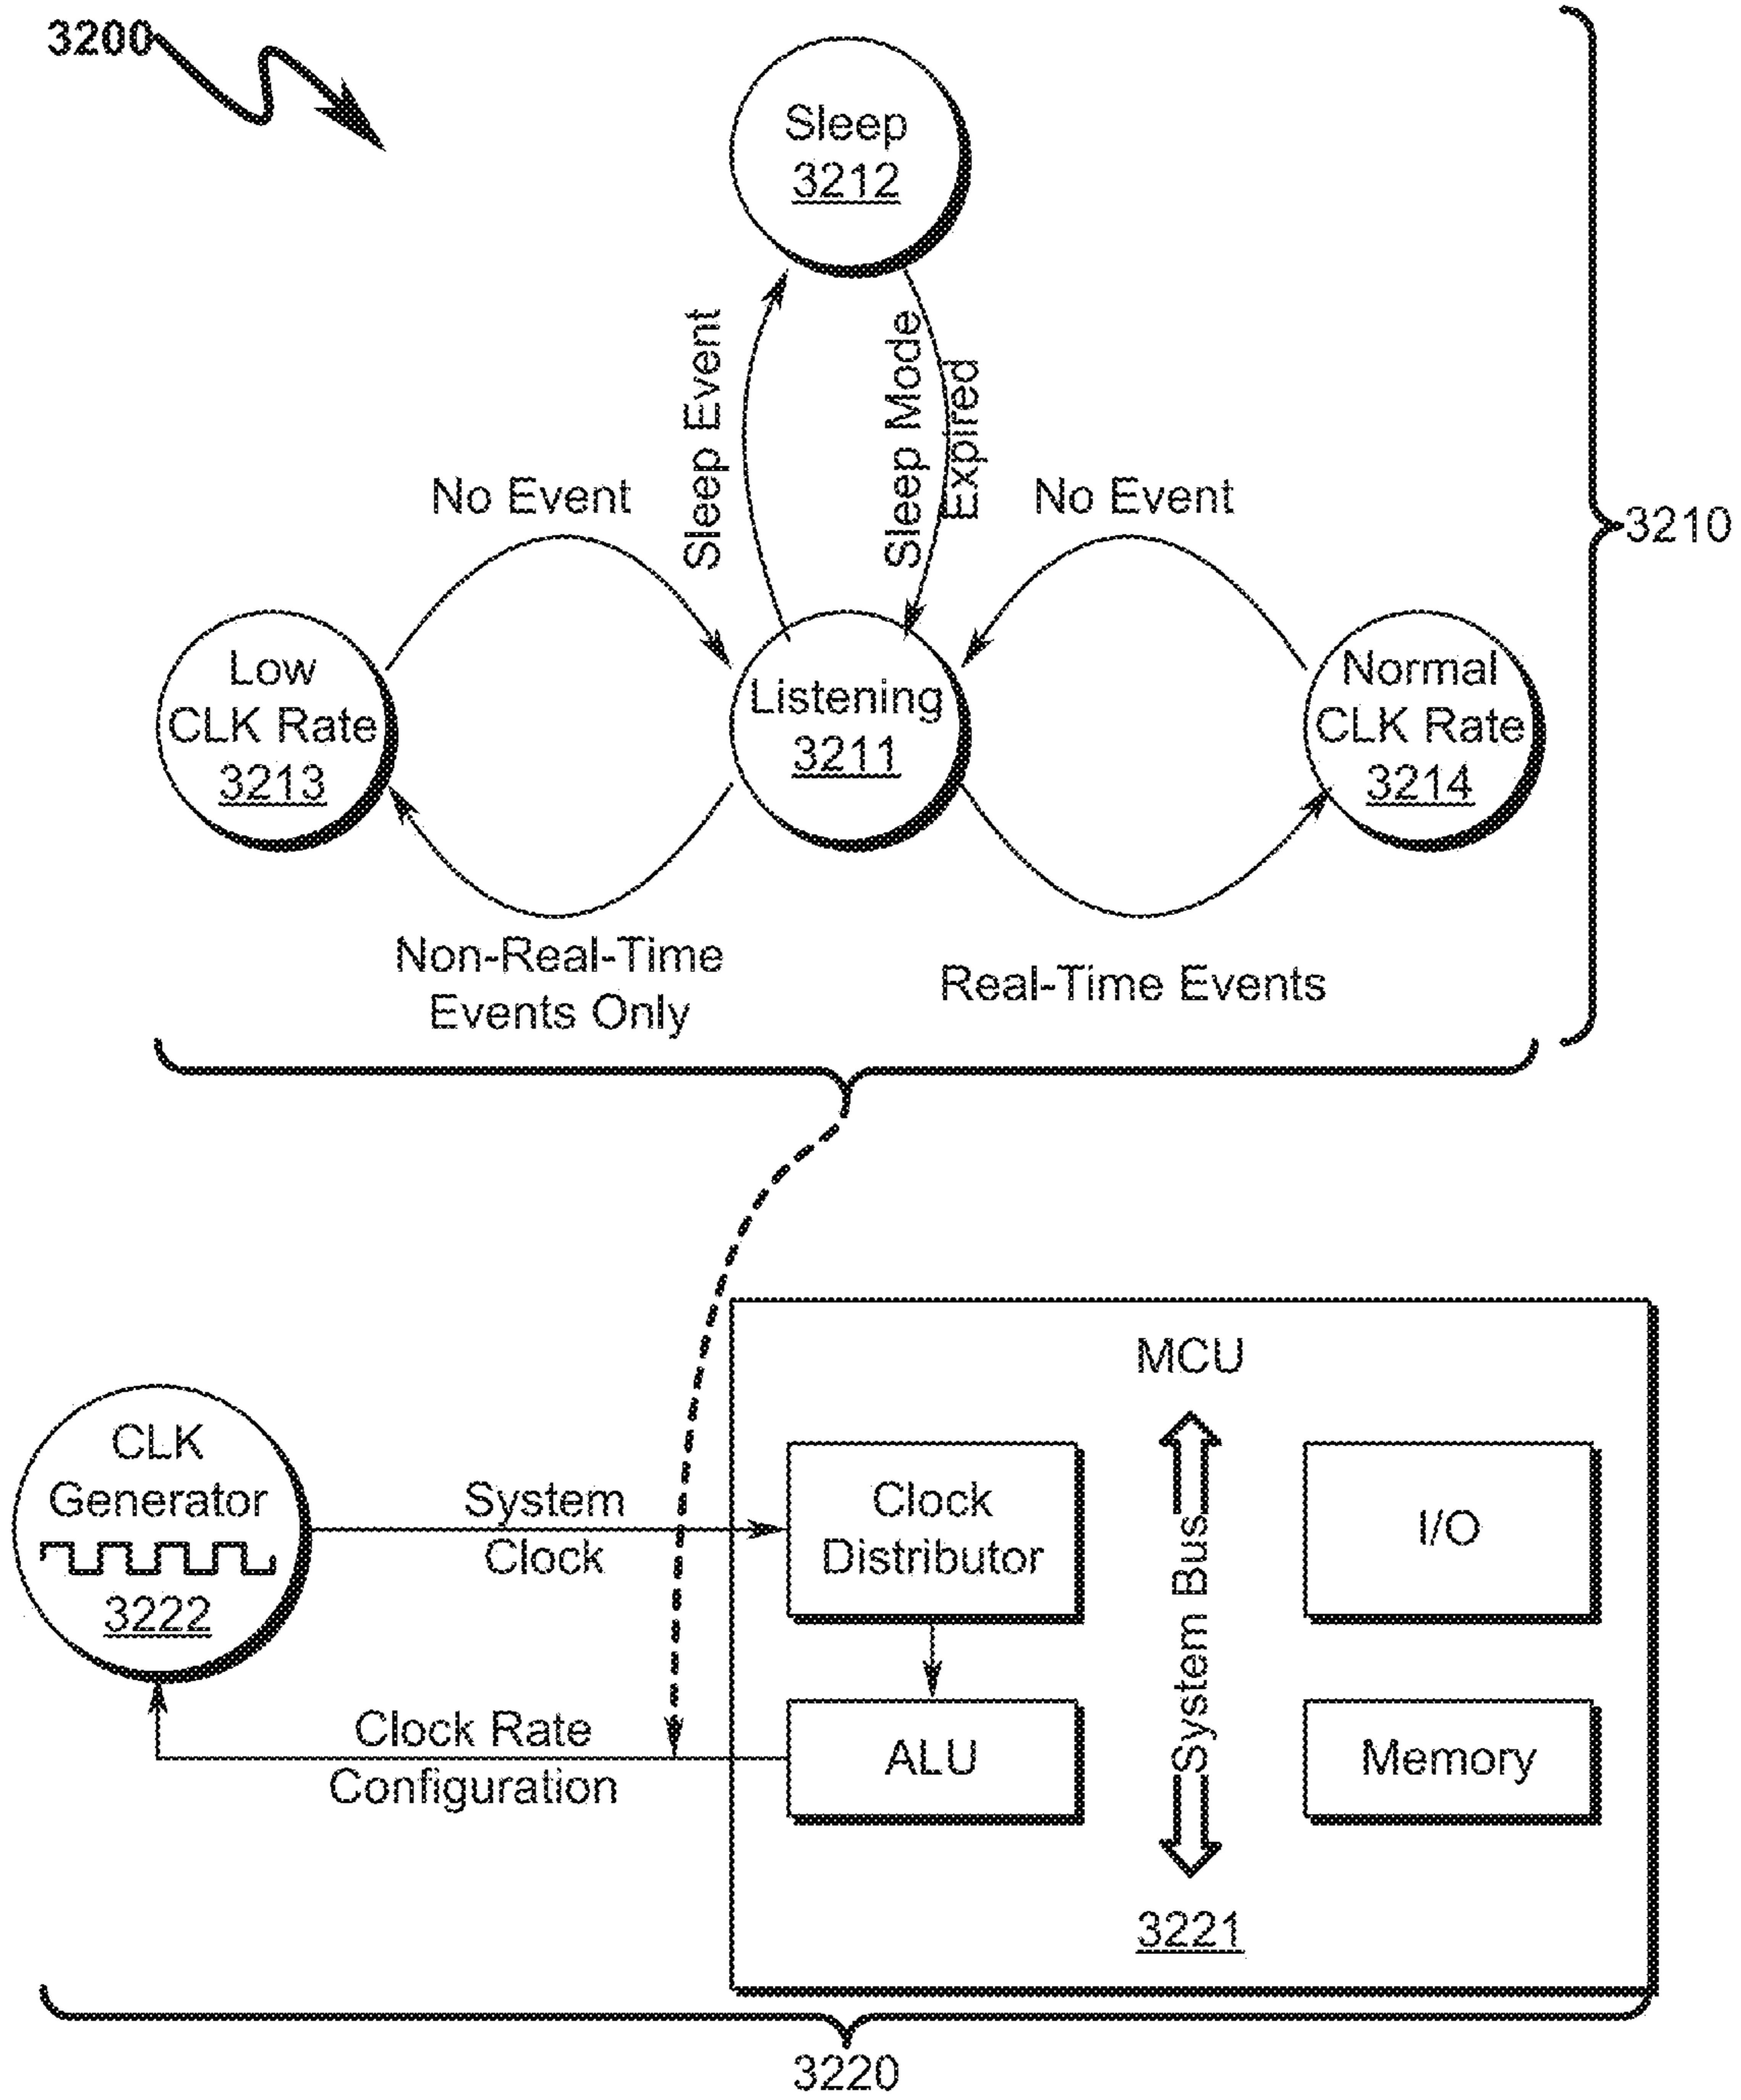 3200
Sleep
3212
Sleep Event
Sleep Mode
Expired
No Event
No Event
3210
Low
CLK Rate
3213
Listening
3211
Normal
CLK Rate
3214
Non-Real-Time
Events Only
Real-Time Events
MCU
CLK
Generator
3222
System
Clock
Clock
Distributor
System Bus
I/O
Clock Rate
Configuration
ALU
Memory
3221
3220